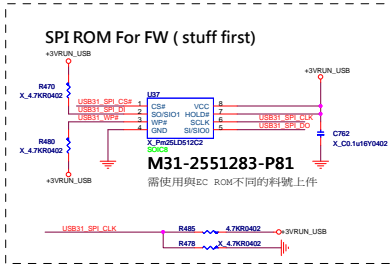 SPI ROM For FW ( stuff first)
+3VRUN_USB
+3VRUN_USB
R470
X_4.7KR0402
USB31_SPI_CS#
USB31_SPI_DI
USB31_WP#
1
2
3
4
U37
CS#
SO/SIO1
WP#
GND
VCC
HOLD#
SCLK
SI/SIO0
8
7
6
5
USB31_SPI_CLK
USB31_SPI_DO
X_Pm25LD512C2
SOIC8
R480
X_4.7KR0402
+3VRUN_USB
C762
X_C0.1u16Y0402
M31-2551283-P81
需使用與EC ROM不同的料號上件
USB31_SPI_CLK
R485
4.7KR0402
+3VRUN_USB
R478
X_4.7KR0402